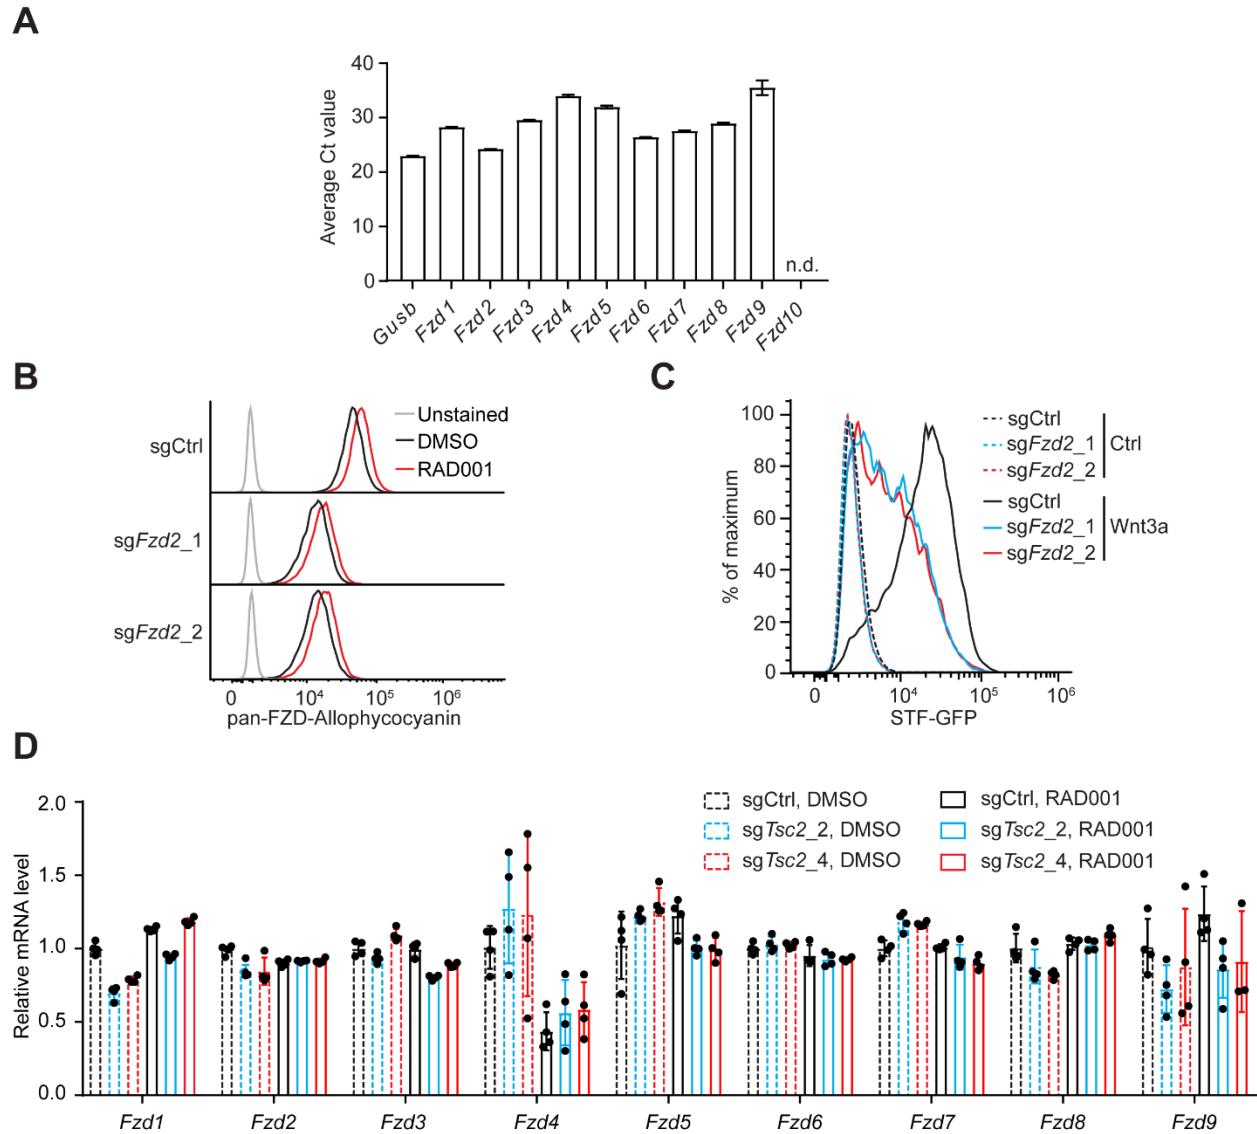 A
Average Ct value
40
30
20
10
0
n.d.
Gusb
Fzd1
Fzd2
Fzd3
Fzd4
Fzd5
Fzd6
Fzd7
Fzd8
Fzd9
Fzd10
B
sgCtrl
sgFzd2_1
sgFzd2_2
Unstained
DMSO
RAD001
0
10⁴
10⁵
10⁶
pan-FZD-Allophycocyanin
C
% of maximum
100
80
60
40
20
0
sgCtrl
sgFzd2_1
sgFzd2_2
Ctrl
sgCtrl
sgFzd2_1
sgFzd2_2
Wnt3a
0
10⁴
10⁵
10⁶
STF-GFP
D
Relative mRNA level
2.0
1.5
1.0
0.5
0.0
sgCtrl, DMSO
sgTsc2_2, DMSO
sgTsc2_4, DMSO
sgCtrl, RAD001
sgTsc2_2, RAD001
sgTsc2_4, RAD001
Fzd1
Fzd2
Fzd3
Fzd4
Fzd5
Fzd6
Fzd7
Fzd8
Fzd9